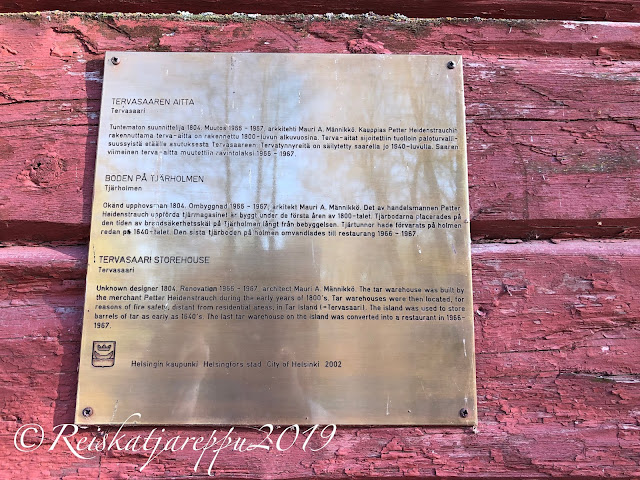 TERVASAAREN AITTA
Tervasaari
Tuntematon suunnittelija 1804. Muutos 1966 - 1967, arkkitehti Mauri A. Männikkö. Kauppias Petter Heidenstrauchin
rakennuttama terva-aitta on rakennettu 1800-luvun alkuvuosina. Terva-aitat sijoitettiin tuolloin paloturvalli-
suussyistä etäälle asutuksesta Tervasaareen. Tervatynnyreitä on säilytetty saarella jo 1640-luvulla. Saaren
viimeinen terva-aitta muutettiin ravintolaksi 1966 - 1967.
BODEN PÅ TJÄRHOLMEN
Tjärholmen
Okänd upphovsman 1804. Ombyggnad 1966 - 1967, arkitekt Mauri A. Männikkö. Det av handelsmannen Petter
Heidenstrauch uppförda tjärmagasinet är byggt under de första åren av 1800-talet. Tjärbodarna placerades på
den tiden av brandsäkerhetsskäl på Tjärholmen långt från bebyggelsen. Tjärtunnor hade förvarats på holmen
redan på 1640-talet. Den sista tjärboden på holmen omvandlades till restaurang 1966 - 1967.
TERVASAARI STOREHOUSE
Tervasaari
Unknown designer 1804. Renovation 1966 - 1967, architect Mauri A. Männikkö. The tar warehouse was built by
the merchant Petter Heidenstrauch during the early years of 1800's. Tar warehouses were then located, for
reasons of fire safety, distant from residential areas, in Tar Island (=Tervasaari). The island was used to store
barrels of tar as early as 1640's. The last tar warehouse on the island was converted into a restaurant in 1966-
1967.
Helsingin kaupunki Helsingfors stad City of Helsinki 2002
©Reiskatjareppu2019